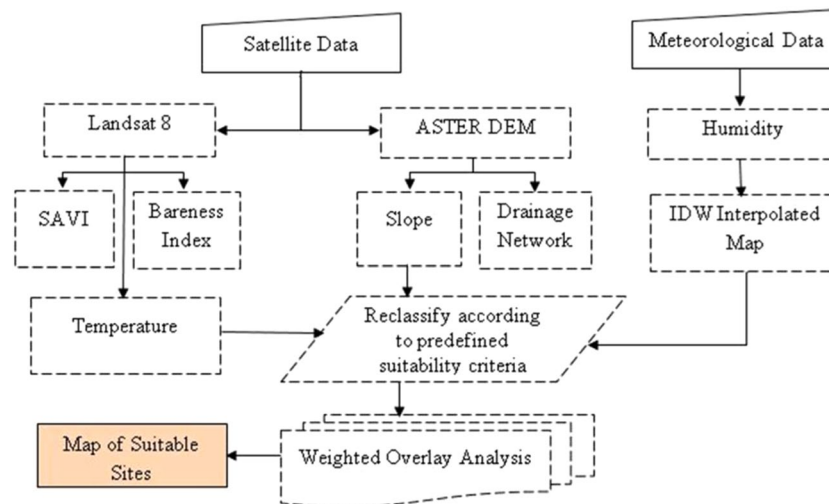 Satellite Data
Meteorological Data
Landsat 8
ASTER DEM
Humidity
SAVI
Bareness
Index
Slope
Drainage
Network
IDW Interpolated
Map
Temperature
Reclassify according
to predefined
suitability criteria
Map of Suitable
Sites
Weighted Overlay Analysis